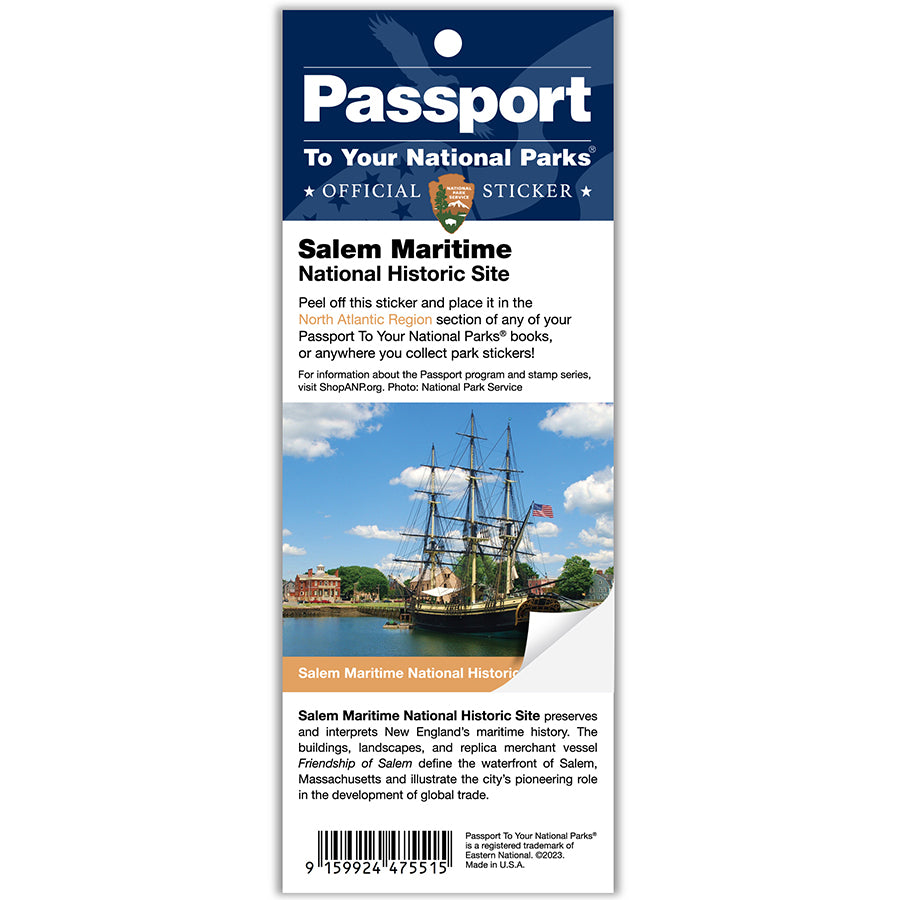 Passport
To Your National Parks®
★ OFFICIAL STICKER ★
NATIONAL
PARK
SERVICE
Salem Maritime
National Historic Site
Peel off this sticker and place it in the
North Atlantic Region section of any of your
Passport To Your National Parks® books,
or anywhere you collect park stickers!
For information about the Passport program and stamp series,
visit ShopANP.org. Photo: National Park Service
Salem Maritime National Historic
Salem Maritime National Historic Site preserves
and interprets New England's maritime history. The
buildings, landscapes, and replica merchant vessel
Friendship of Salem define the waterfront of Salem,
Massachusetts and illustrate the city's pioneering role
in the development of global trade.
9 159924 475515
Passport To Your National Parks®
is a registered trademark of
Eastern National. ©2023.
Made in U.S.A.